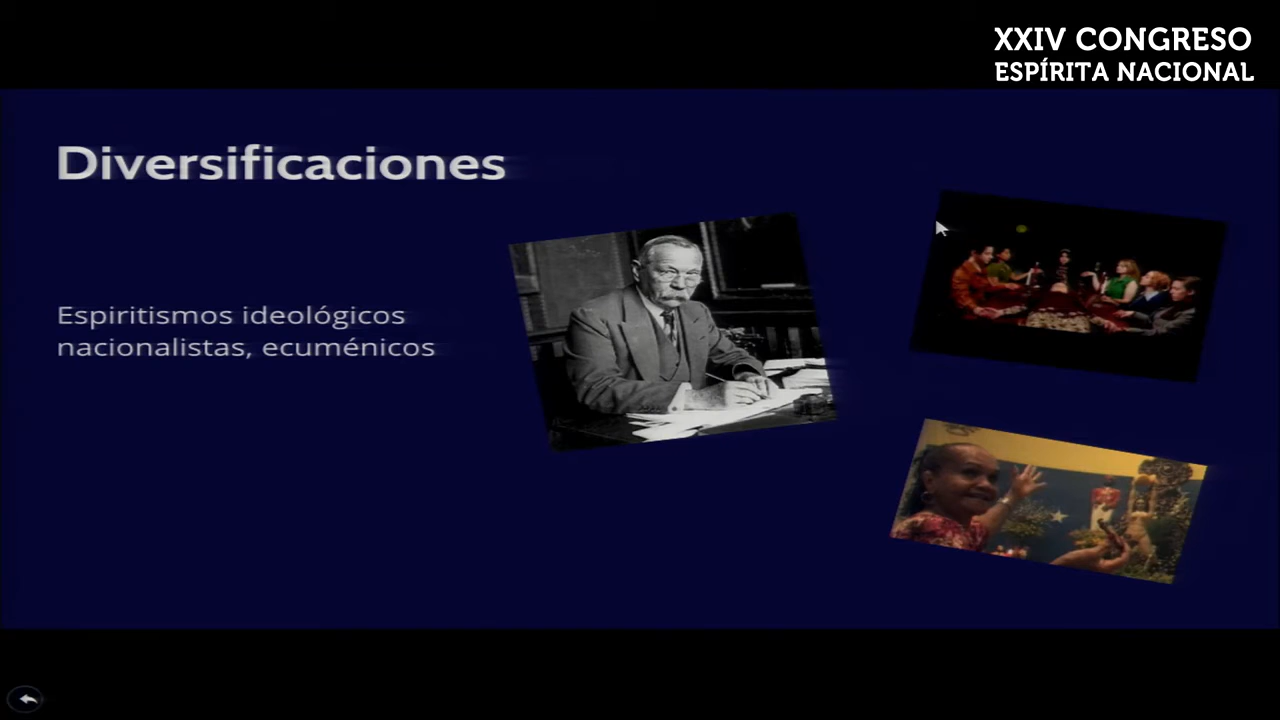 XXIV CONGRESO
ESPÍRITA NACIONAL
Diversificaciones
Espiritismos ideológicos
nacionalistas, ecuménicos